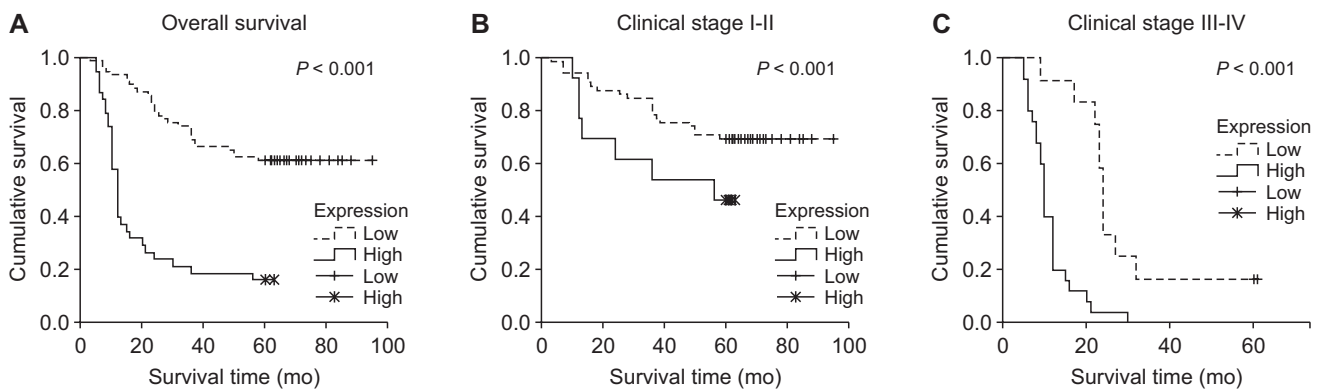 A Overall survival
Cumulative survival
1.0
0.8
0.6
0.4
0.2
0.0
P < 0.001
Expression
Low
High
Low
High
0 20 40 60 80 100
Survival time (mo)
B Clinical stage I-II
Cumulative survival
1.0
0.8
0.6
0.4
0.2
0.0
P < 0.001
Expression
Low
High
Low
High
0 20 40 60 80 100
Survival time (mo)
C Clinical stage III-IV
Cumulative survival
1.0
0.8
0.6
0.4
0.2
0.0
P < 0.001
Expression
Low
High
Low
High
0 20 40 60
Survival time (mo)